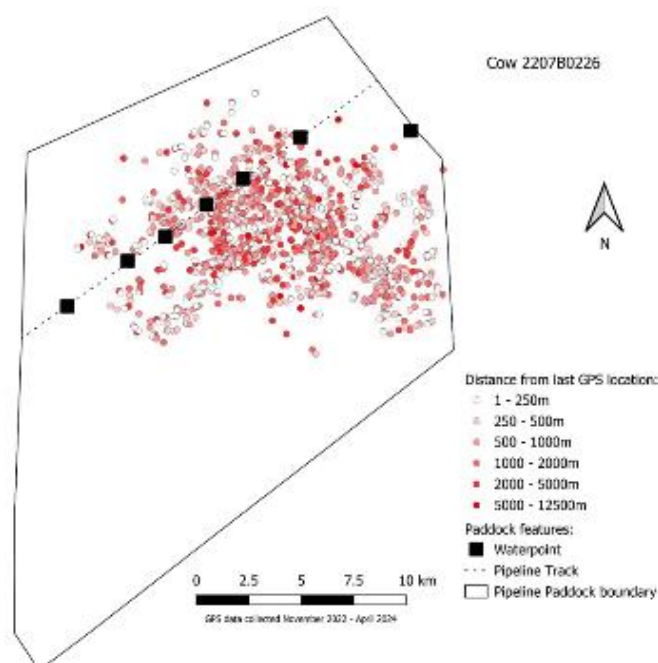 Cow 2207B0226
N
Distance from last GPS location:
1 - 250m
250 - 500m
500 - 1000m
1000 - 2000m
2000 - 5000m
5000 - 12500m
Paddock features:
Waterpoint
Pipeline Track
Pipeline Paddock boundary
0 2.5 5 7.5 10 km
GPS data collected November 2022 - April 2024